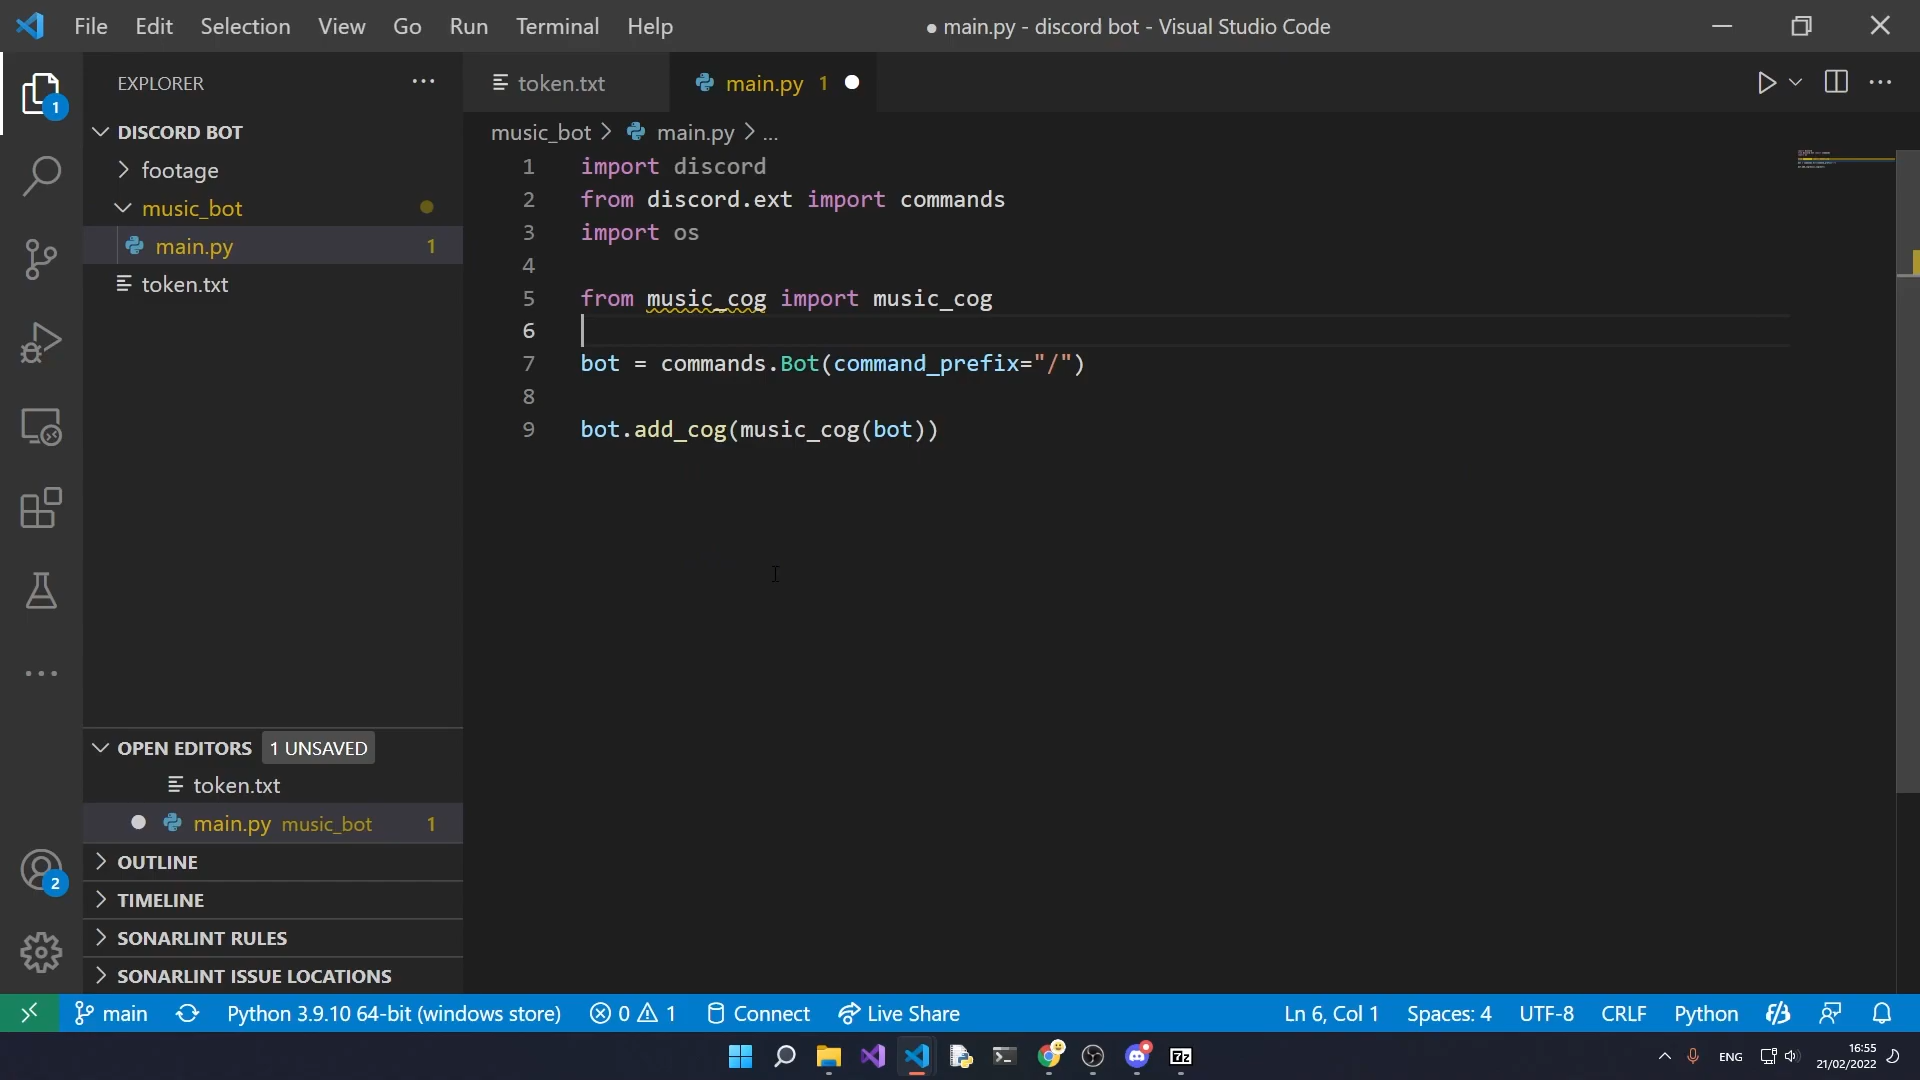 File Edit Selection View Go Run Terminal Help
● main.py - discord bot - Visual Studio Code
EXPLORER
token.txt
main.py 1
1
DISCORD BOT
footage
music_bot
main.py 1
token.txt
music_bot > main.py > ...
1 import discord
2 from discord.ext import commands
3 import os
4
5 from music_cog import music_cog
6
7 bot = commands.Bot(command_prefix="/")
8
9 bot.add_cog(music_cog(bot))
OPEN EDITORS 1 UNSAVED
token.txt
main.py music_bot 1
OUTLINE
TIMELINE
SONARLINT RULES
SONARLINT ISSUE LOCATIONS
2
main Python 3.9.10 64-bit (windows store) 0 1 Connect Live Share Ln 6, Col 1 Spaces: 4 UTF-8 CRLF Python
7z
ENG
16:55
21/02/2022